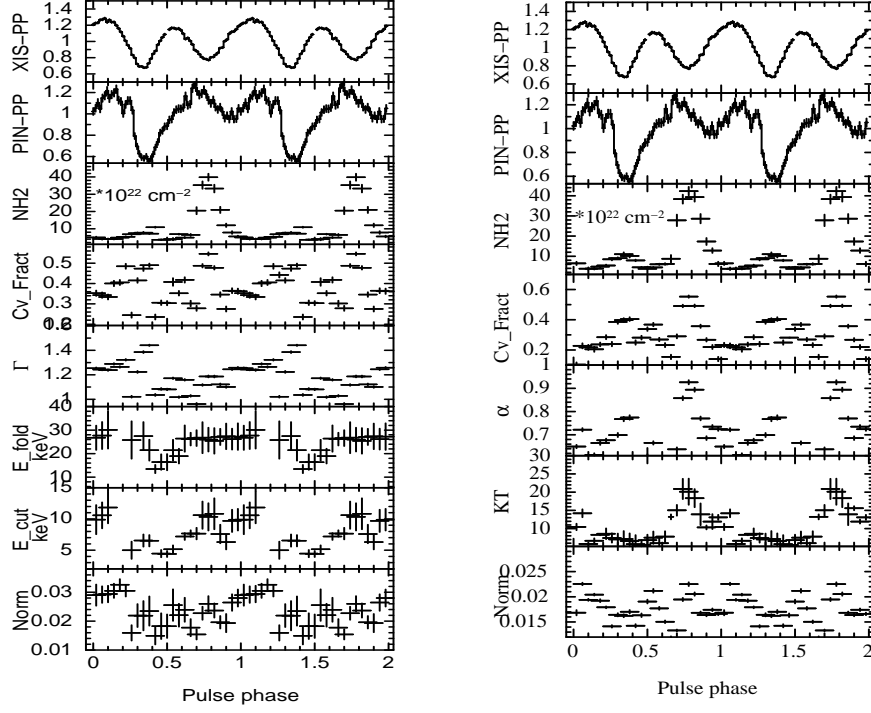 XIS−PP
1.4
1.2
1
0.8
0.6
PIN−PP
1.2
1
0.8
0.6
NH2
40
30
20
10
*10²² cm⁻²
Cv_Fract
0.5
0.4
0.3
0.2
Γ
1.4
1.2
1
E_fold
keV
40
30
20
10
E_cut
keV
15
10
5
Norm
0.03
0.02
0.01
0 0.5 1 1.5 2
Pulse phase
XIS−PP
1.4
1.2
1
0.8
0.6
PIN−PP
1.2
1
0.8
0.6
NH2
40
30
20
10
*10²² cm⁻²
Cv_Fract
0.6
0.4
0.2
α
1
0.9
0.8
0.7
KT
30
25
20
15
10
Norm
0.025
0.02
0.015
0 0.5 1 1.5 2
Pulse phase